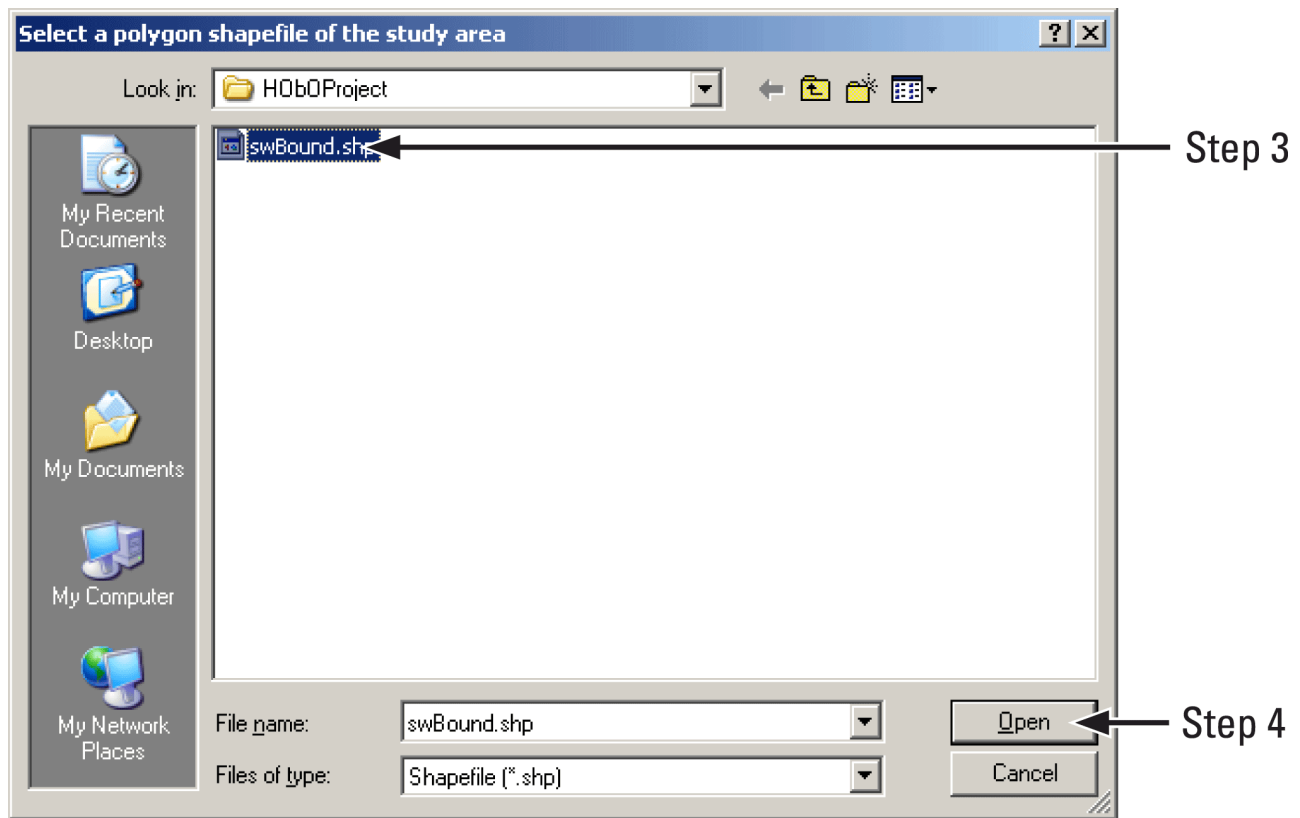 Select a polygon shapefile of the study area
Look in: HObOProject
swBound.shp
Step 3
My Recent
Documents
Desktop
My Documents
My Computer
My Network
Places
File name: swBound.shp
Open
Step 4
Files of type: Shapefile (*.shp)
Cancel